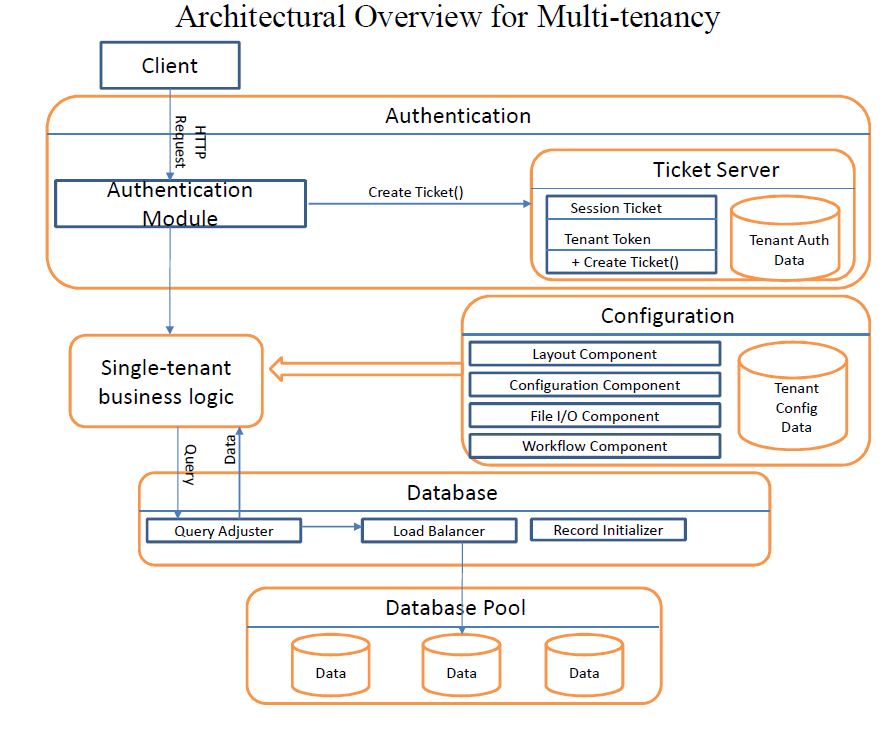 Architectural Overview for Multi-tenancy
Client
HTTP
Request
Authentication
Authentication
Module
Create Ticket()
Ticket Server
Session Ticket
Tenant Token
+ Create Ticket()
Tenant Auth
Data
Configuration
Layout Component
Configuration Component
File I/O Component
Workflow Component
Tenant
Config
Data
Single-tenant
business logic
Query
Data
Database
Query Adjuster
Load Balancer
Record Initializer
Database Pool
Data
Data
Data